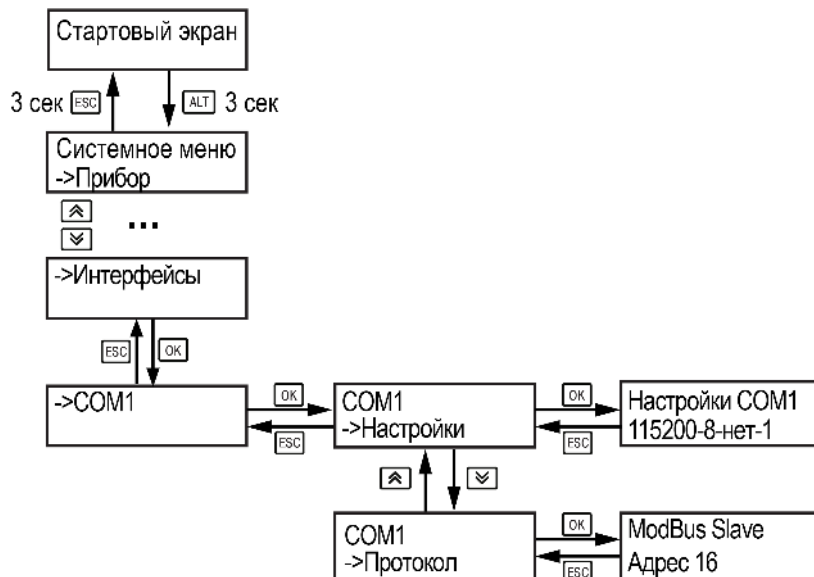 Стартовый экран
3 сек ESC ALT 3 сек
Системное меню
->Прибор
...
->Интерфейсы
ESC OK
->COM1
OK
ESC
COM1
->Настройки
OK
ESC
Настройки COM1
115200-8-нет-1
COM1
->Протокол
OK
ESC
ModBus Slave
Адрес 16